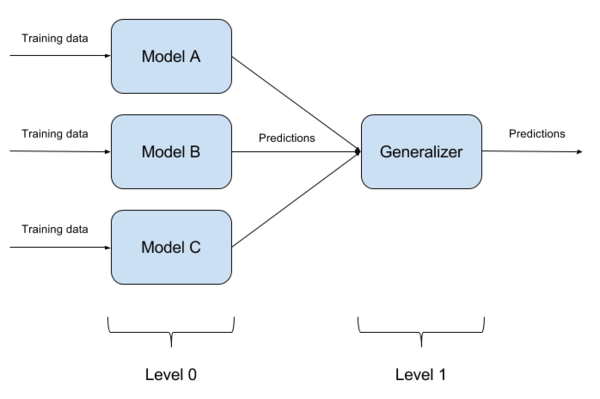 Training data
Model A
Training data
Model B
Predictions
Generalizer
Predictions
Training data
Model C
Level 0
Level 1